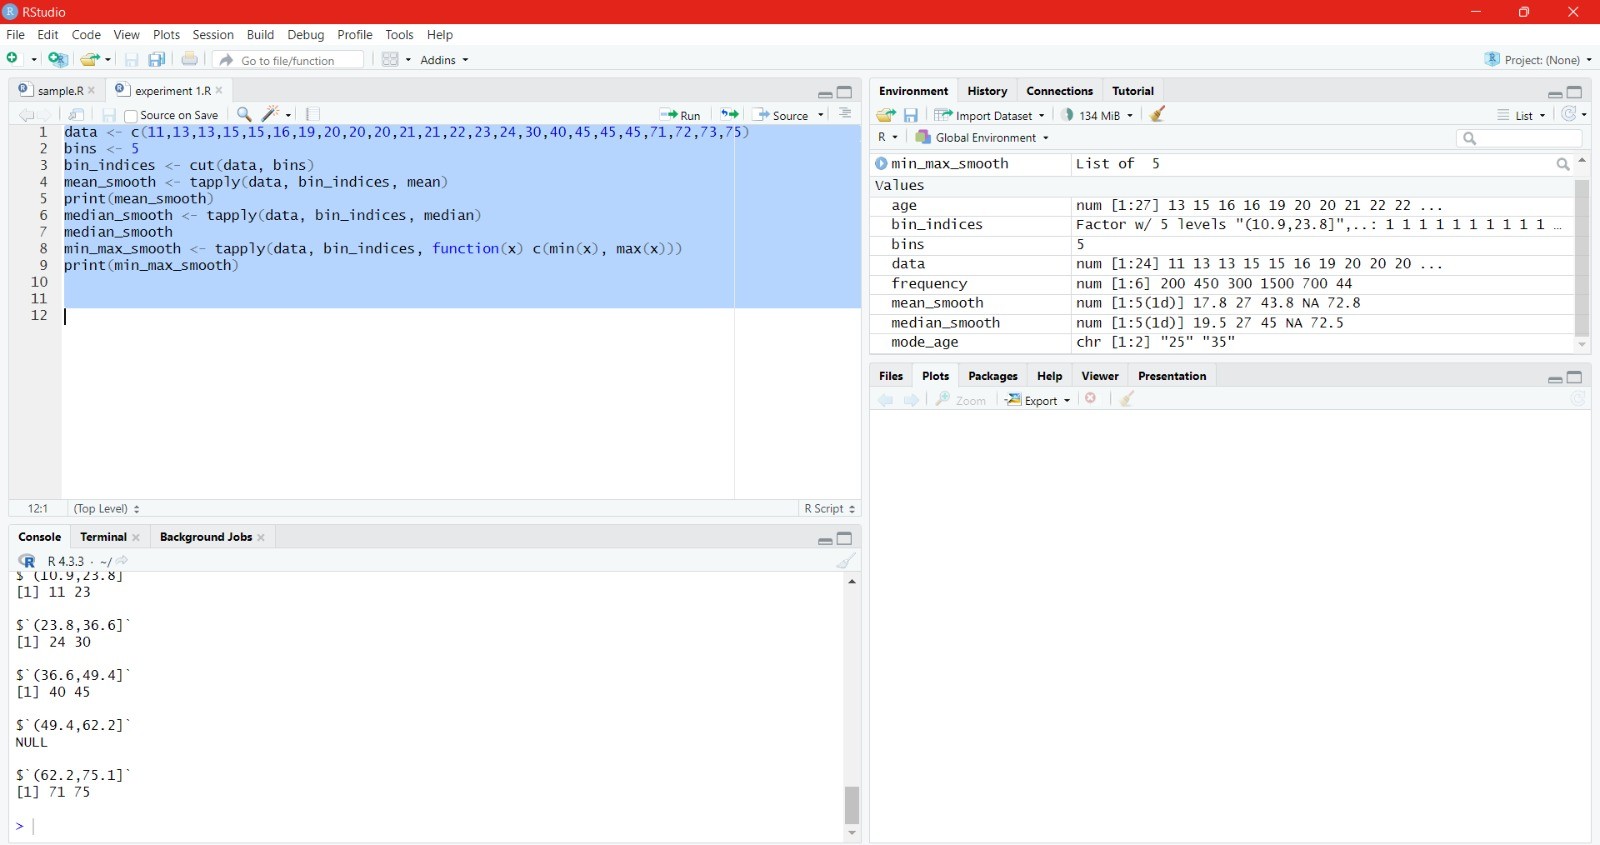 RStudio
File Edit Code View Plots Session Build Debug Profile Tools Help
Go to file/function Addins Project: (None)
sample.R experiment 1.R
Source on Save Run Source
1 data <- c(11,13,13,15,15,16,19,20,20,20,21,21,22,23,24,30,40,45,45,45,71,72,73,75)
2 bins <- 5
3 bin_indices <- cut(data, bins)
4 mean_smooth <- tapply(data, bin_indices, mean)
5 print(mean_smooth)
6 median_smooth <- tapply(data, bin_indices, median)
7 median_smooth
8 min_max_smooth <- tapply(data, bin_indices, function(x) c(min(x), max(x)))
9 print(min_max_smooth)
10
11
12
12:1 (Top Level) R Script
Console Terminal Background Jobs
R 4.3.3 · ~/
$`(10.9,23.8]`
[1] 11 23
$`(23.8,36.6]`
[1] 24 30
$`(36.6,49.4]`
[1] 40 45
$`(49.4,62.2]`
NULL
$`(62.2,75.1]`
[1] 71 75
>
Environment History Connections Tutorial
Import Dataset 134 MiB List
R Global Environment
min_max_smooth List of 5
Values
age num [1:27] 13 15 16 16 19 20 20 21 22 22 ...
bin_indices Factor w/ 5 levels "(10.9,23.8]",..: 1 1 1 1 1 1 1 1 1 1 ...
bins 5
data num [1:24] 11 13 13 15 15 16 19 20 20 20 ...
frequency num [1:6] 200 450 300 1500 700 44
mean_smooth num [1:5(1d)] 17.8 27 43.8 NA 72.8
median_smooth num [1:5(1d)] 19.5 27 45 NA 72.5
mode_age chr [1:2] "25" "35"
Files Plots Packages Help Viewer Presentation
Zoom Export